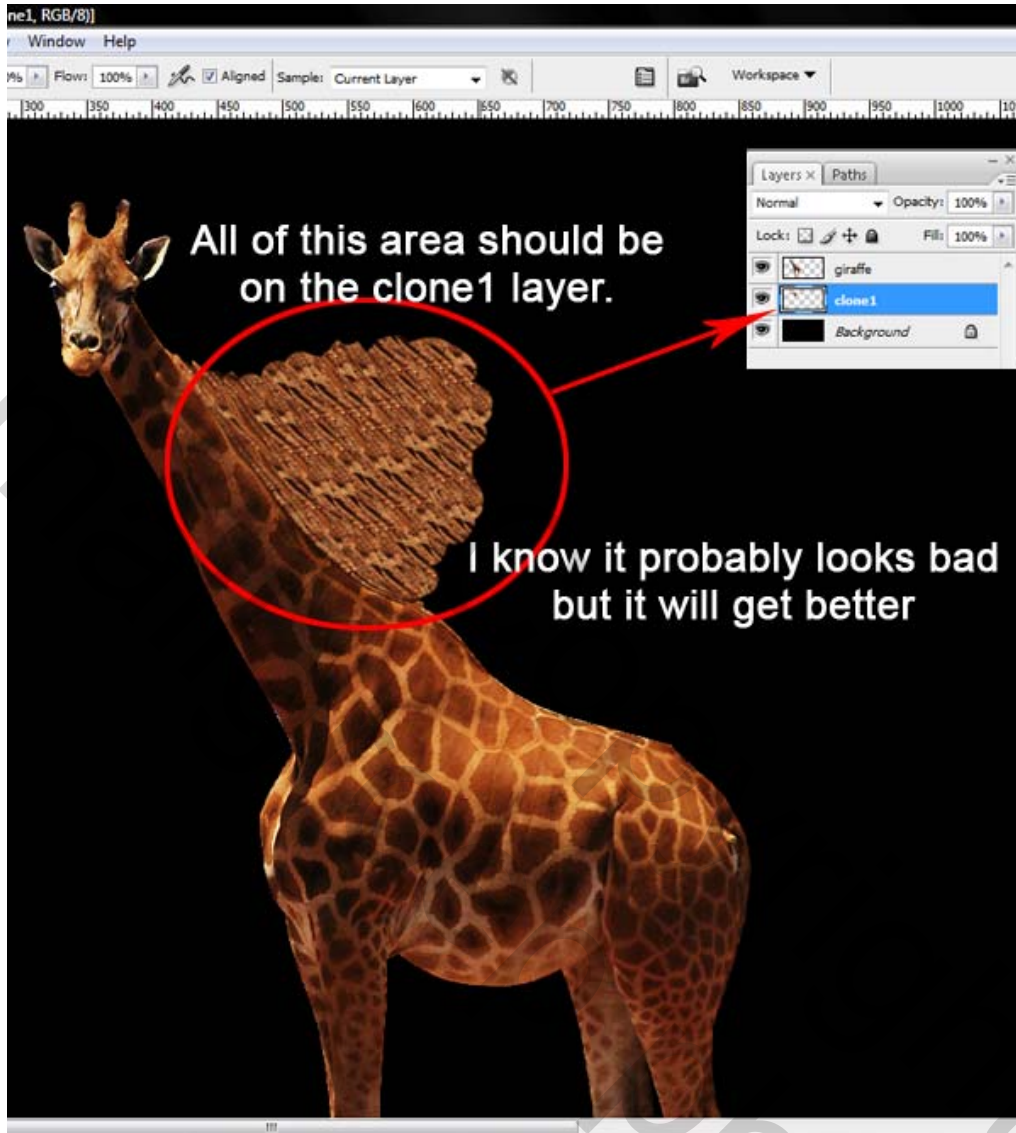 ne1, RGB/8)]
Window Help
Flow: 100% Aligned Sample: Current Layer Workspace
300 350 400 450 500 550 600 650 700 750 800 850 900 950 1000
Layers × Paths
Normal Opacity: 100%
Lock: Fill: 100%
giraffe
clone1
Background
All of this area should be
on the clone1 layer.
I know it probably looks bad
but it will get better